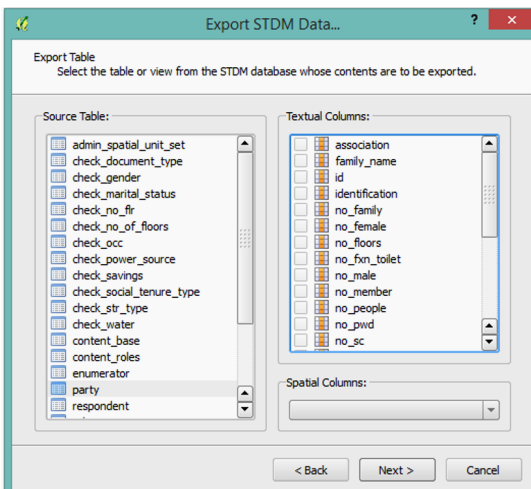 Export STDM Data...
?
×
Export Table
Select the table or view from the STDM database whose contents are to be exported.
Source Table:
admin_spatial_unit_set
check_document_type
check_gender
check_marital_status
check_no_flr
check_no_of_floors
check_occ
check_power_source
check_savings
check_social_tenure_type
check_str_type
check_water
content_base
content_roles
enumerator
party
respondent
Textual Columns:
association
family_name
id
identification
no_family
no_female
no_floors
no_fxn_toilet
no_male
no_member
no_people
no_pwd
no_sc
Spatial Columns:
< Back
Next >
Cancel